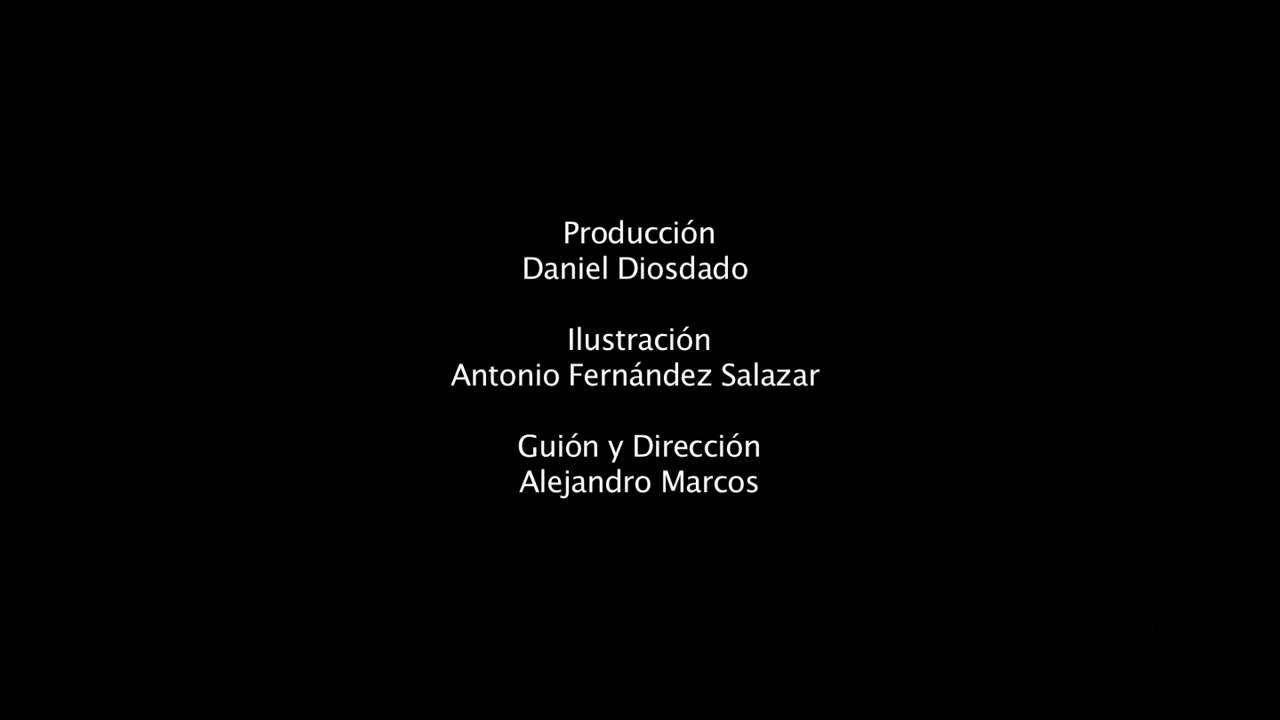 Producción
Daniel Diosdado
Ilustración
Antonio Fernández Salazar
Guión y Dirección
Alejandro Marcos